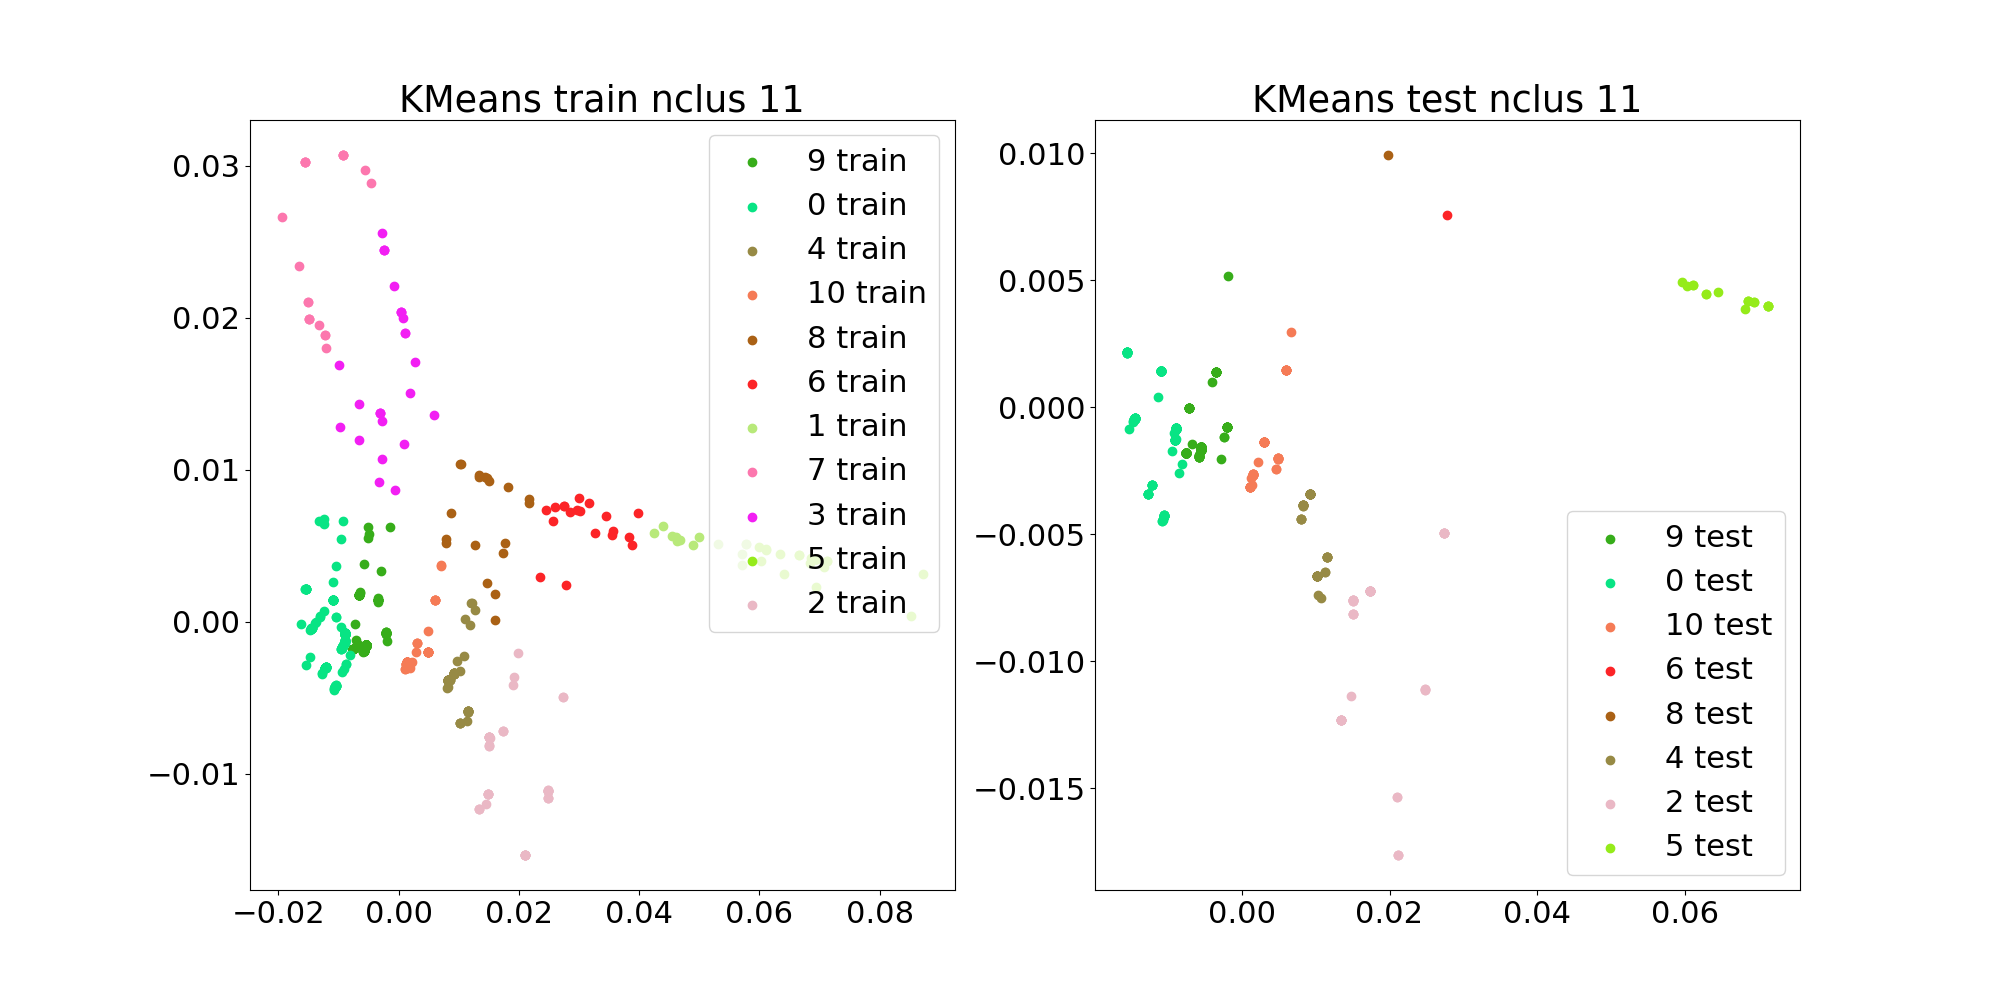 KMeans train nclus 11
0.03
0.02
0.01
0.00
−0.01
−0.02 0.00 0.02 0.04 0.06 0.08
9 train
0 train
4 train
10 train
8 train
6 train
1 train
7 train
3 train
5 train
2 train
KMeans test nclus 11
0.010
0.005
0.000
−0.005
−0.010
−0.015
0.00 0.02 0.04 0.06
9 test
0 test
10 test
6 test
8 test
4 test
2 test
5 test